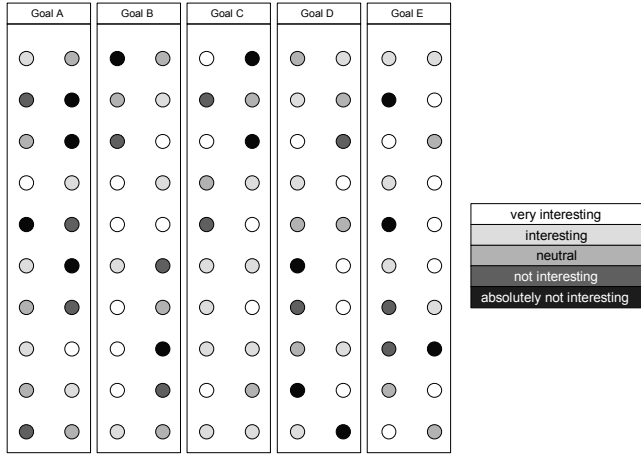 Goal A
Goal B
Goal C
Goal D
Goal E
very interesting
interesting
neutral
not interesting
absolutely not interesting